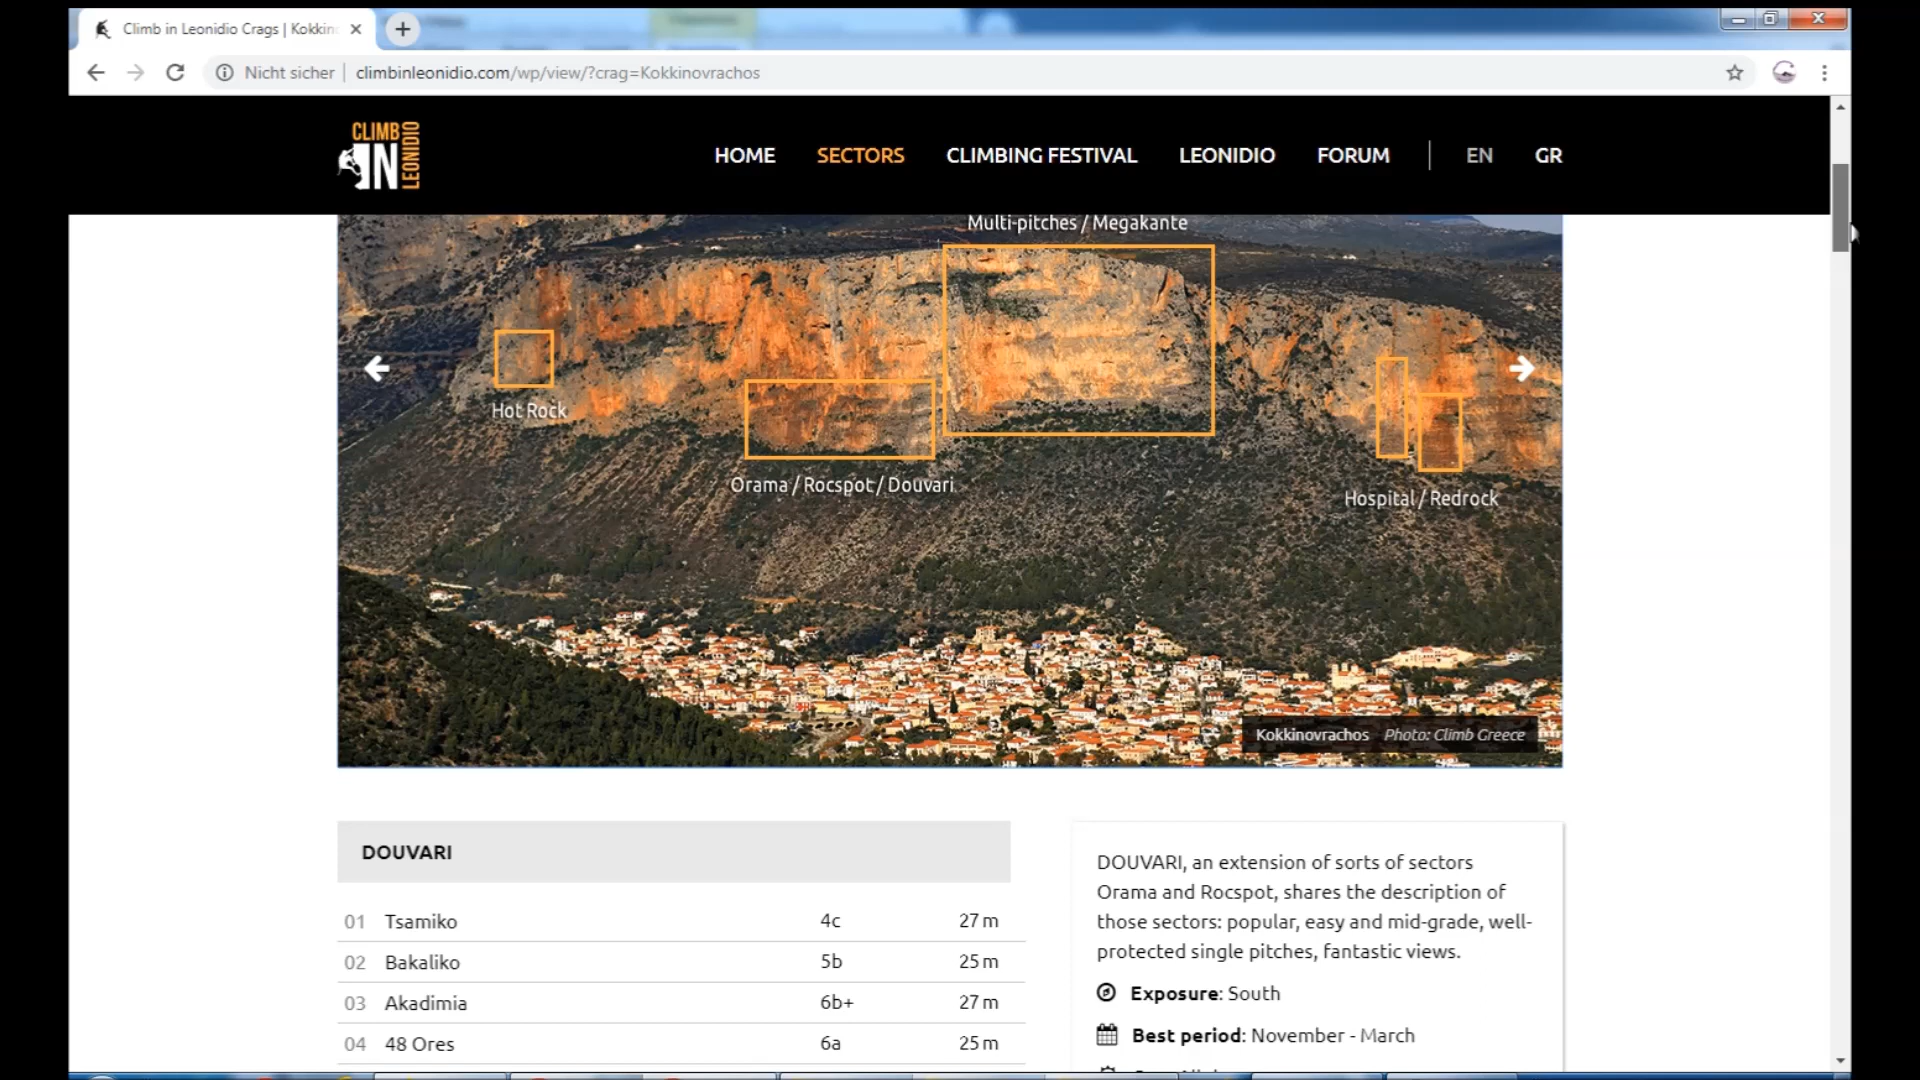 Climb in Leonidio Crags | Kokkin
Nicht sicher
climbinleonidio.com/wp/view/?crag=Kokkinovrachos
CLIMB
IN
LEONIDIO
HOME
SECTORS
CLIMBING FESTIVAL
LEONIDIO
FORUM
EN
GR
Multi-pitches / Megakante
Hot Rock
Orama / Rocspot / Douvari
Hospital / Redrock
Kokkinovrachos Photo: Climb Greece
DOUVARI
01 Tsamiko 4c 27 m
02 Bakaliko 5b 25 m
03 Akadimia 6b+ 27 m
04 48 Ores 6a 25 m
DOUVARI, an extension of sorts of sectors
Orama and Rocspot, shares the description of
those sectors: popular, easy and mid-grade, well-
protected single pitches, fantastic views.
Exposure: South
Best period: November - March